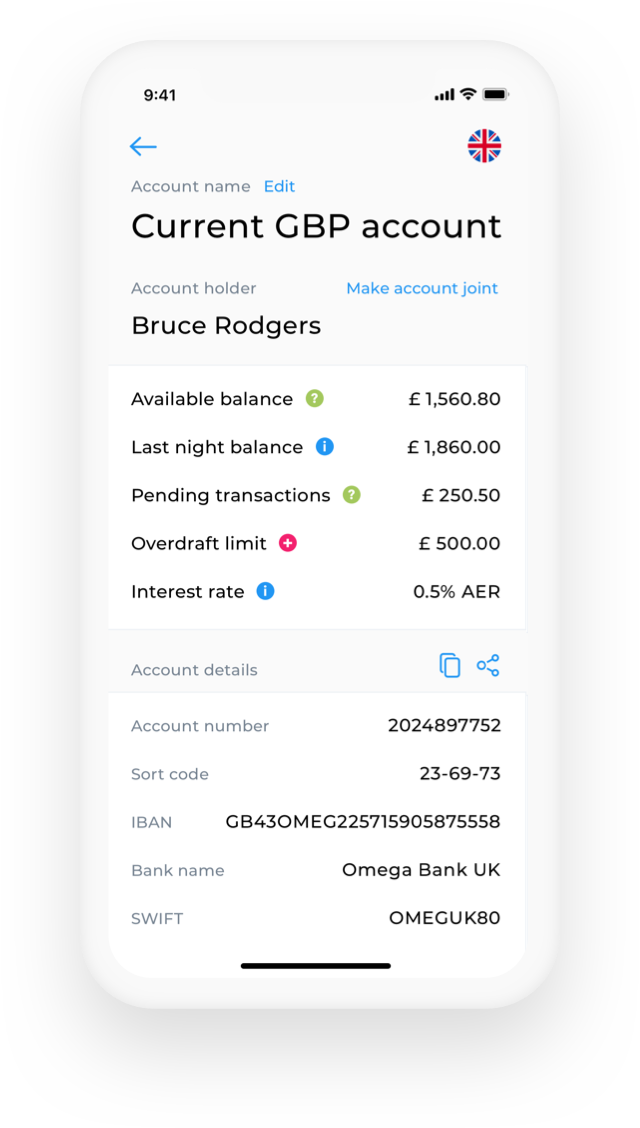 9:41
Account name Edit
Current GBP account
Account holder Make account joint
Bruce Rodgers
Available balance ? £ 1,560.80
Last night balance i £ 1,860.00
Pending transactions ? £ 250.50
Overdraft limit + £ 500.00
Interest rate i 0.5% AER
Account details
Account number 2024897752
Sort code 23-69-73
IBAN GB43OMEG225715905875558
Bank name Omega Bank UK
SWIFT OMEGUK80